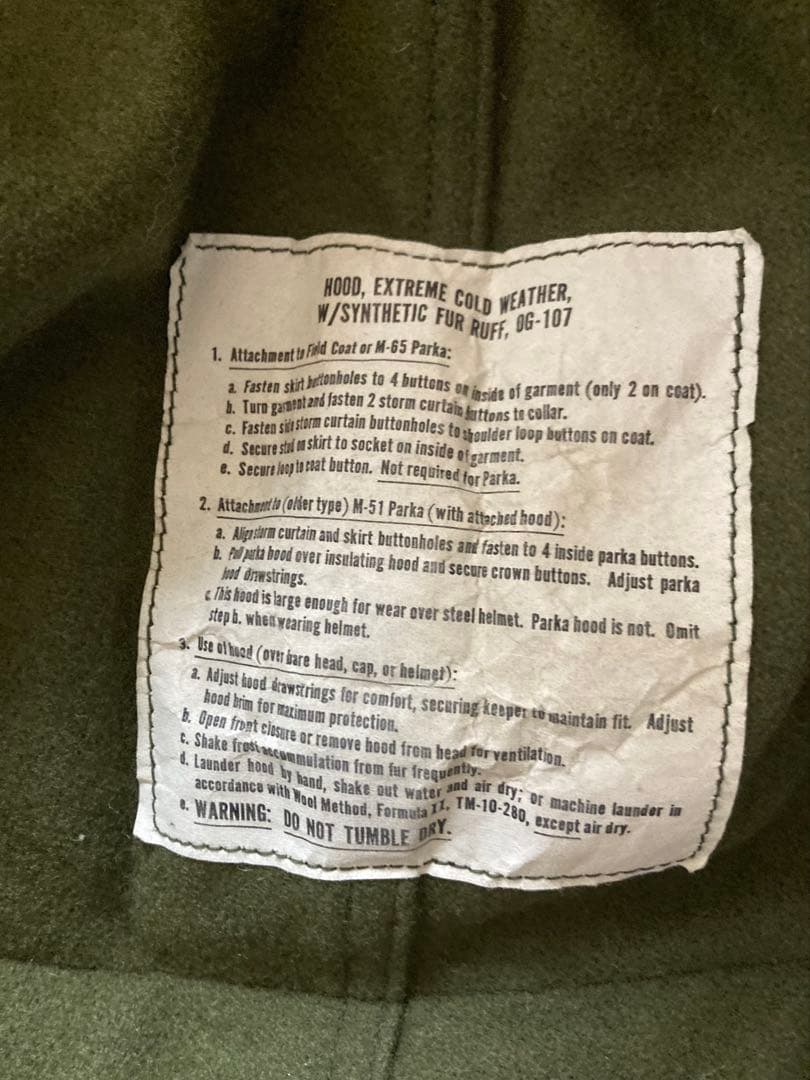 HOOD, EXTREME COLD WEATHER,
W/SYNTHETIC FUR RUFF, OG-107
1. Attachment to Field Coat or M-65 Parka:
a. Fasten skirt buttonholes to 4 buttons on inside of garment (only 2 on coat).
b. Turn garment and fasten 2 storm curtain buttons to collar.
c. Fasten side storm curtain buttonholes to shoulder loop buttons on coat.
d. Secure stud on skirt to socket on inside of garment.
e. Secure loop to coat button. Not required for Parka.
2. Attachment to (older type) M-51 Parka (with attached hood):
a. Align storm curtain and skirt buttonholes and fasten to 4 inside parka buttons.
b. Pull parka hood over insulating hood and secure crown buttons. Adjust parka
hood drawstrings.
c. This hood is large enough for wear over steel helmet. Parka hood is not. Omit
step b. when wearing helmet.
3. Use of hood (over bare head, cap, or helmet):
a. Adjust hood drawstrings for comfort, securing keeper to maintain fit. Adjust
hood brim for maximum protection.
b. Open front closure or remove hood from head for ventilation.
c. Shake frost accummulation from fur frequently.
d. Launder hood by hand, shake out water and air dry; or machine launder in
accordance with Wool Method, Formula II, TM-10-280, except air dry.
e. WARNING: DO NOT TUMBLE DRY.